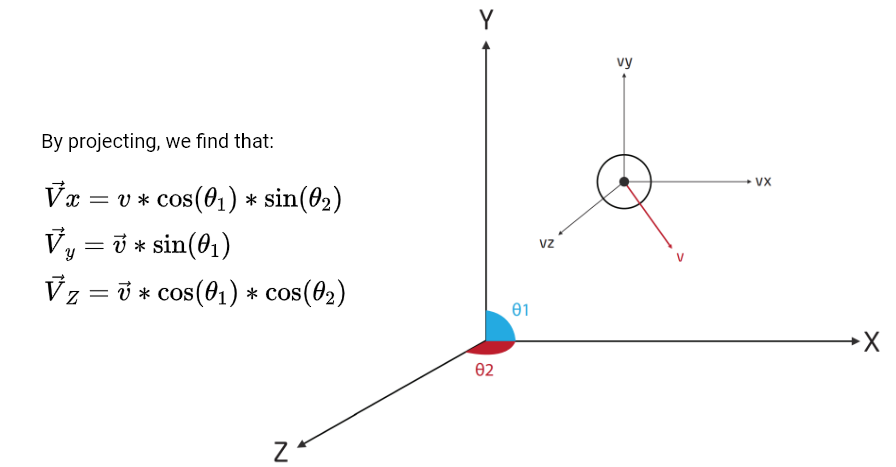 By projecting, we find that:
V⃗x = v ∗ cos(θ₁) ∗ sin(θ₂)
V⃗y = v⃗ ∗ sin(θ₁)
V⃗Z = v⃗ ∗ cos(θ₁) ∗ cos(θ₂)
Y
vy
vx
vz
v
θ1
X
θ2
Z